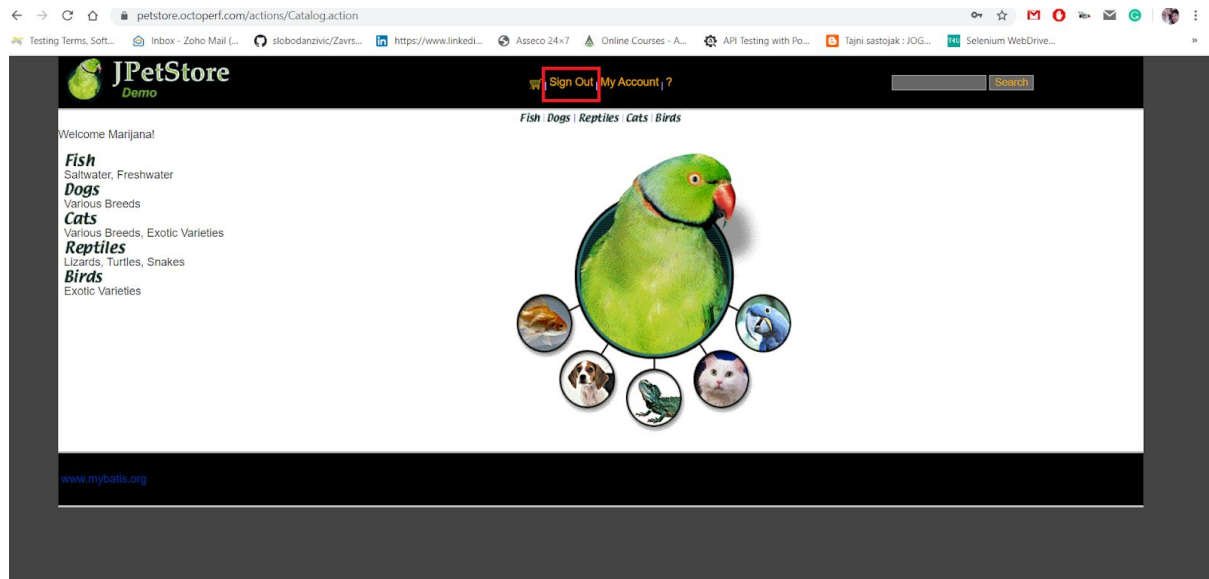 petstore.octoperf.com/actions/Catalog.action
Testing Terms, Soft... Inbox - Zoho Mail (... slobodanzivic/Zavrs... https://www.linkedi... Asseco 24×7 Online Courses - A... API Testing with Po... Tajni sastojak : JOG... T4U Selenium WebDrive... »
JPetStore
Demo
Sign Out | My Account | ?
Search
Fish | Dogs | Reptiles | Cats | Birds
Welcome Marijana!
Fish
Saltwater, Freshwater
Dogs
Various Breeds
Cats
Various Breeds, Exotic Varieties
Reptiles
Lizards, Turtles, Snakes
Birds
Exotic Varieties
www.mybatis.org